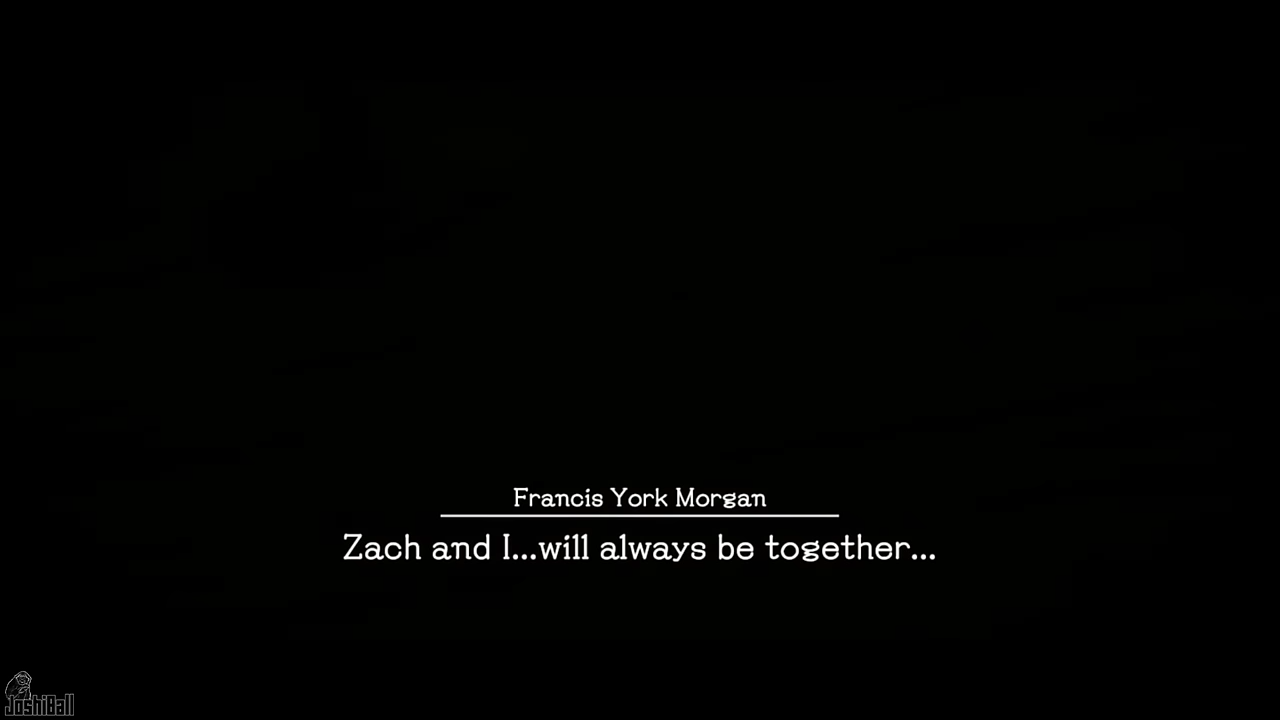 Francis York Morgan
Zach and I...will always be together...
JoshiBall